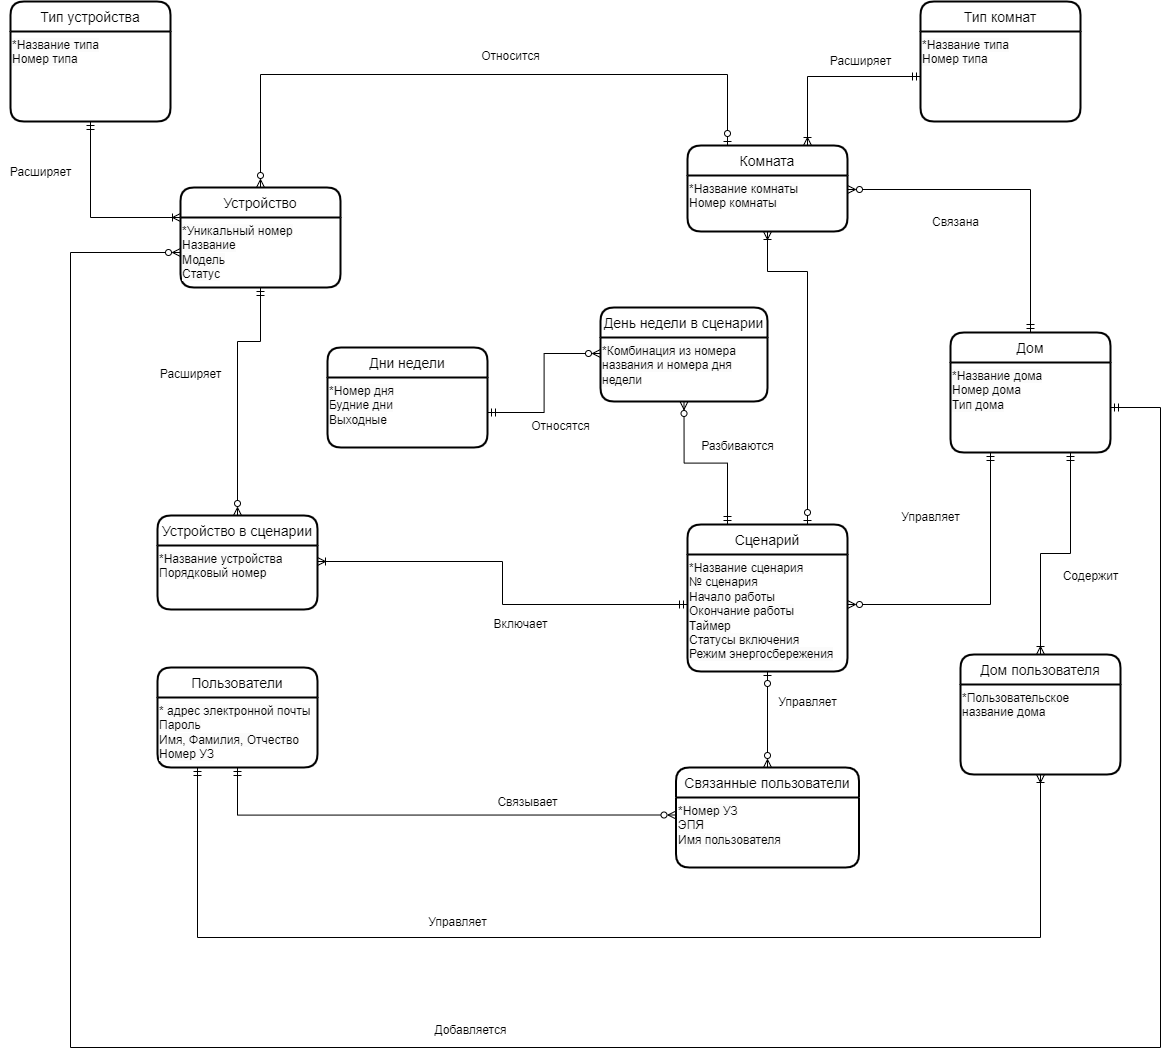 Тип устройства
*Название типа
Номер типа
Тип комнат
*Название типа
Номер типа
Относится
Расширяет
Расширяет
Комната
*Название комнаты
Номер комнаты
Устройство
*Уникальный номер
Название
Модель
Статус
Связана
День недели в сценарии
*Комбинация из номера
названия и номера дня
недели
Дни недели
*Номер дня
Будние дни
Выходные
Дом
*Название дома
Номер дома
Тип дома
Расширяет
Относятся
Разбиваются
Управляет
Устройство в сценарии
*Название устройства
Порядковый номер
Сценарий
*Название сценария
№ сценария
Начало работы
Окончание работы
Таймер
Статусы включения
Режим энергосбережения
Содержит
Включает
Пользователи
* адрес электронной почты
Пароль
Имя, Фамилия, Отчество
Номер УЗ
Дом пользователя
*Пользовательское
название дома
Управляет
Связанные пользователи
*Номер УЗ
ЭПЯ
Имя пользователя
Связывает
Управляет
Добавляется